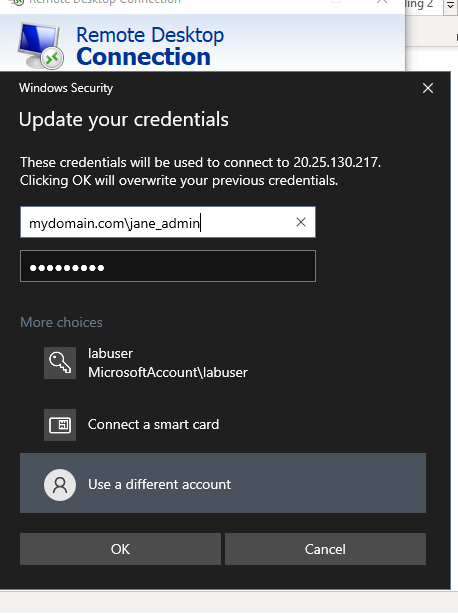 Remote Desktop Connection
ling 2
Remote Desktop
Connection
Windows Security
Update your credentials
These credentials will be used to connect to 20.25.130.217.
Clicking OK will overwrite your previous credentials.
mydomain.com\jane_admin
●●●●●●●●●
More choices
labuser
MicrosoftAccount\labuser
Connect a smart card
Use a different account
OK
Cancel